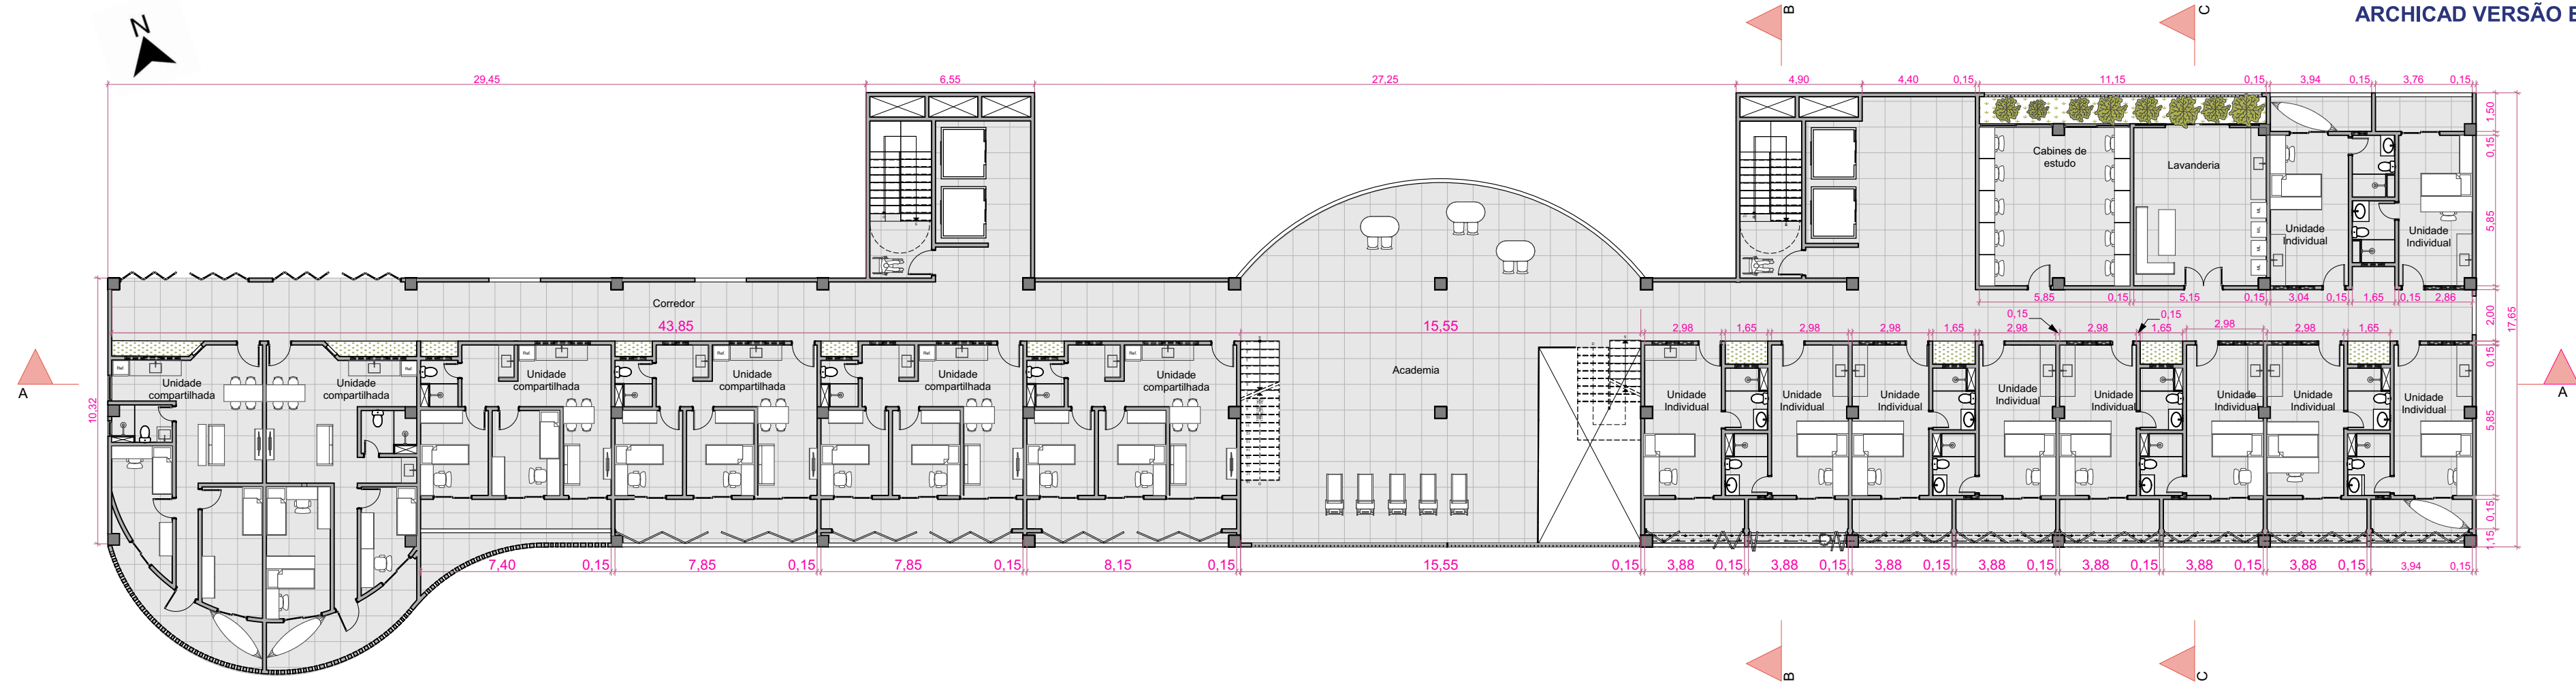 ARCHICAD VERSÃO E
N
B
C
29,45
6,55
27,25
4,90
4,40
0,15
11,15
0,15
3,94
0,15
3,76
0,15
1,50
0,15
5,85
2,00
17,65
0,15
5,85
0,15
1,15
10,32
Cabines de
estudo
Lavanderia
Unidade
Individual
Unidade
Individual
Corredor
5,85
0,15
5,15
0,15
3,04
0,15
1,65
0,15
2,86
43,85
15,55
0,15
0,15
2,98
1,65
2,98
2,98
1,65
2,98
2,98
1,65
2,98
2,98
1,65
A
A
Ref.
Unidade
compartilhada
Unidade
compartilhada
Ref.
Ref.
Unidade
compartilhada
Ref.
Unidade
compartilhada
Ref.
Unidade
compartilhada
Ref.
Unidade
compartilhada
Academia
Unidade
Individual
Unidade
Individual
Unidade
Individual
Unidade
Individual
Unidade
Individual
Unidade
Individual
Unidade
Individual
Unidade
Individual
7,40
0,15
7,85
0,15
7,85
0,15
8,15
0,15
15,55
0,15
3,88
0,15
3,88
0,15
3,88
0,15
3,88
0,15
3,88
0,15
3,88
0,15
3,88
0,15
3,94
0,15
B
C